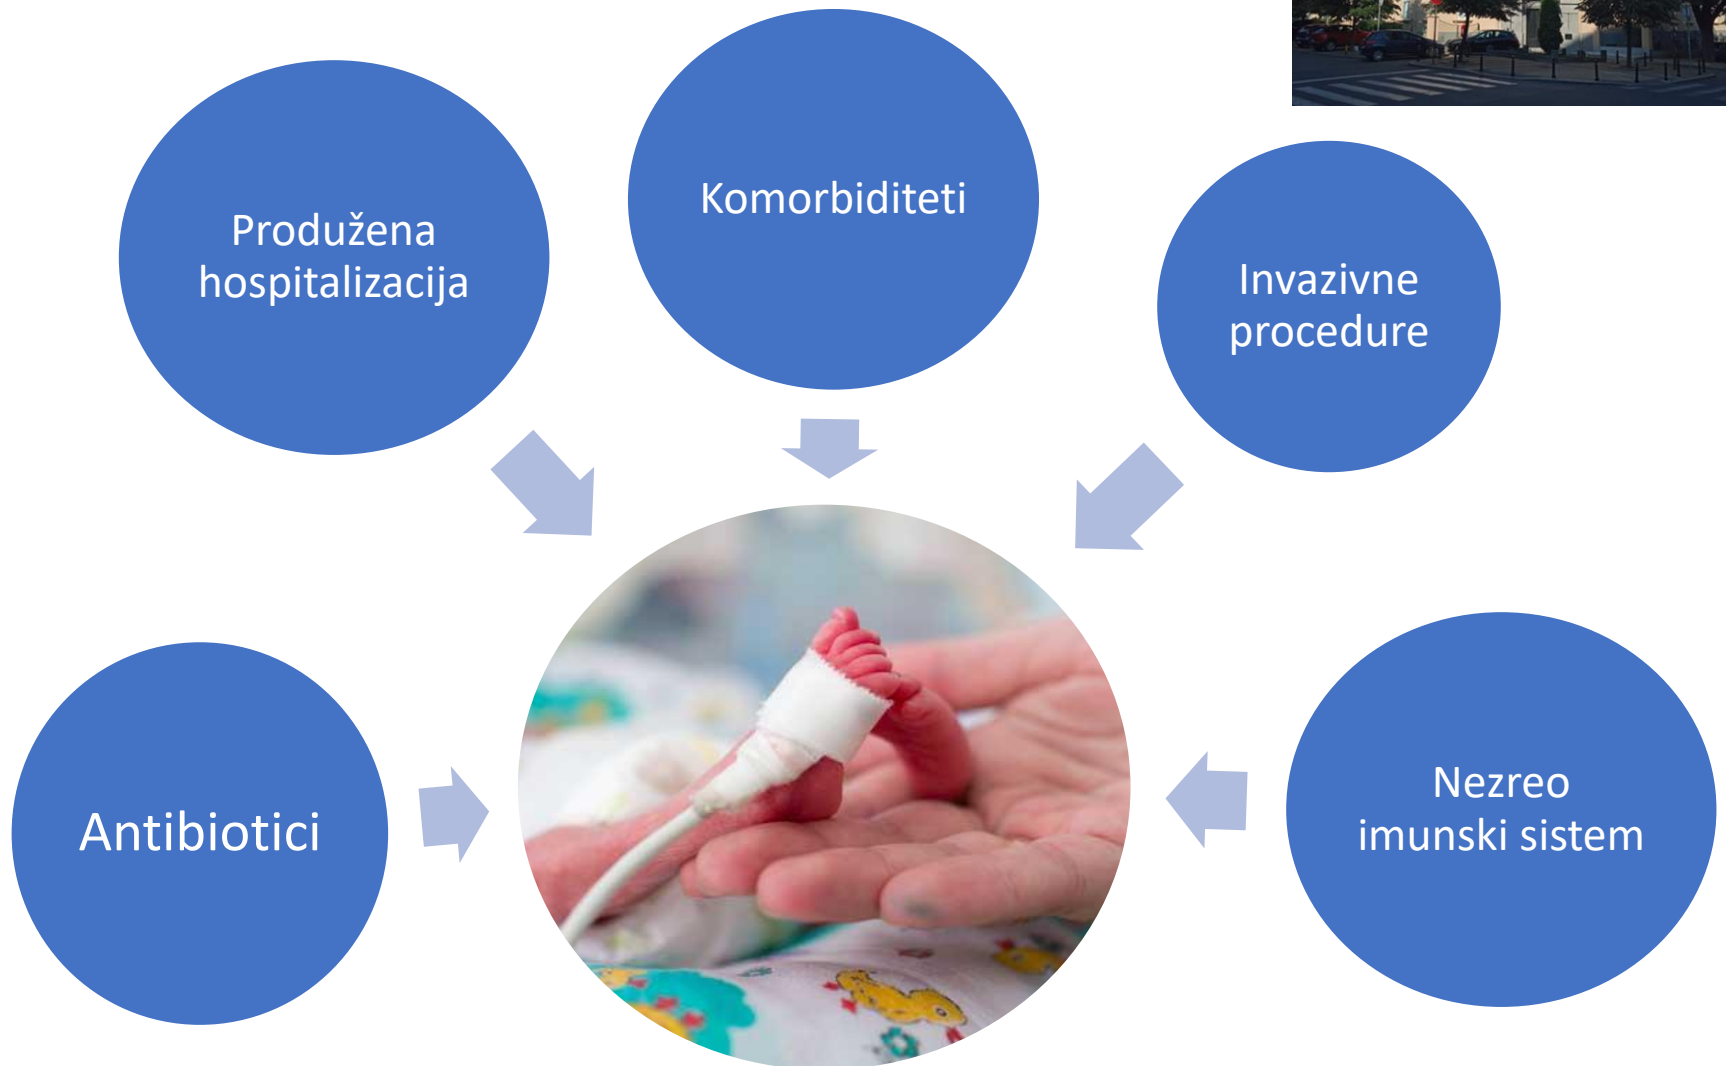 Produžena
hospitalizacija
Komorbiditeti
Invazivne
procedure
Antibiotici
Nezreo
imunski sistem